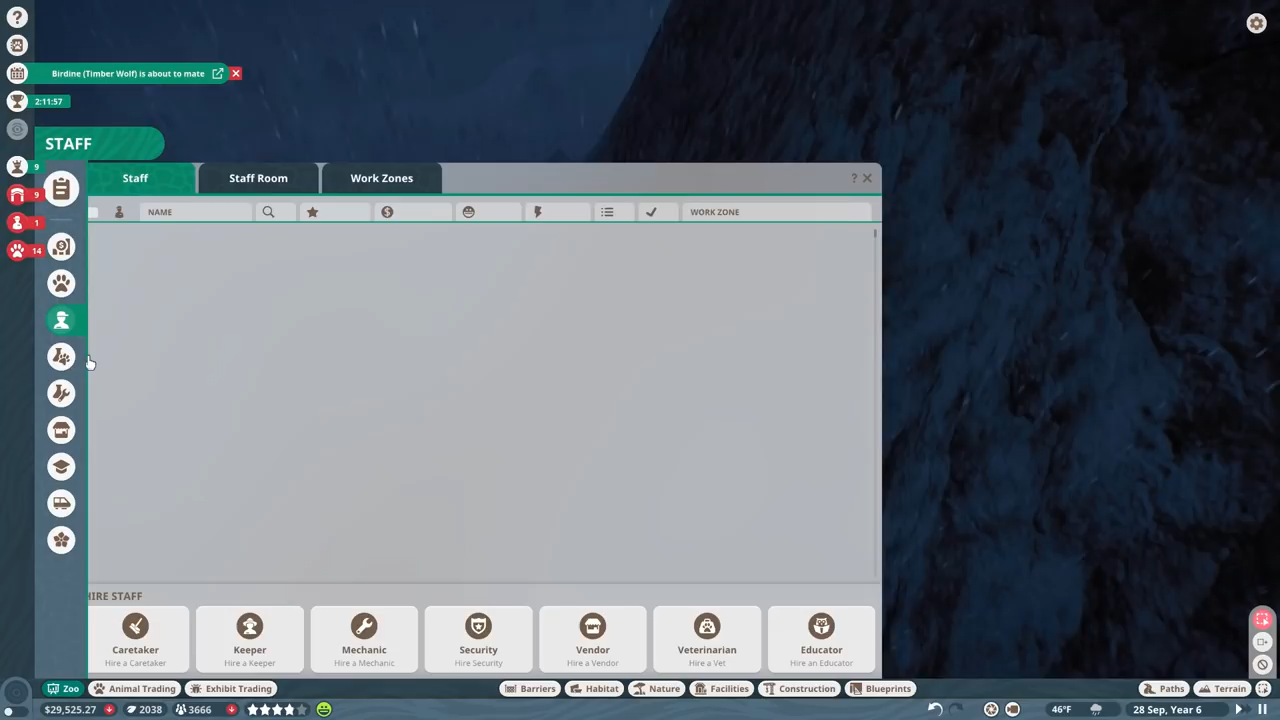 Birdine (Timber Wolf) is about to mate
2:11:57
STAFF
9
9
1
14
Staff
Staff Room
Work Zones
?
NAME
WORK ZONE
HIRE STAFF
Caretaker
Hire a Caretaker
Keeper
Hire a Keeper
Mechanic
Hire a Mechanic
Security
Hire Security
Vendor
Hire a Vendor
Veterinarian
Hire a Vet
Educator
Hire an Educator
Zoo
Animal Trading
Exhibit Trading
Barriers
Habitat
Nature
Facilities
Construction
Blueprints
Paths
Terrain
$29,525.27
2038
3666
46°F
28 Sep, Year 6